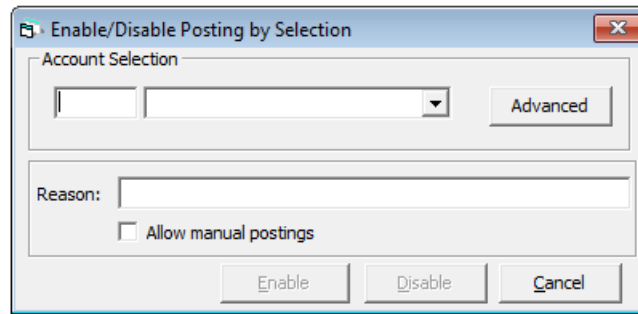 Enable/Disable Posting by Selection
Account Selection
Advanced
Reason:
Allow manual postings
Enable Disable Cancel